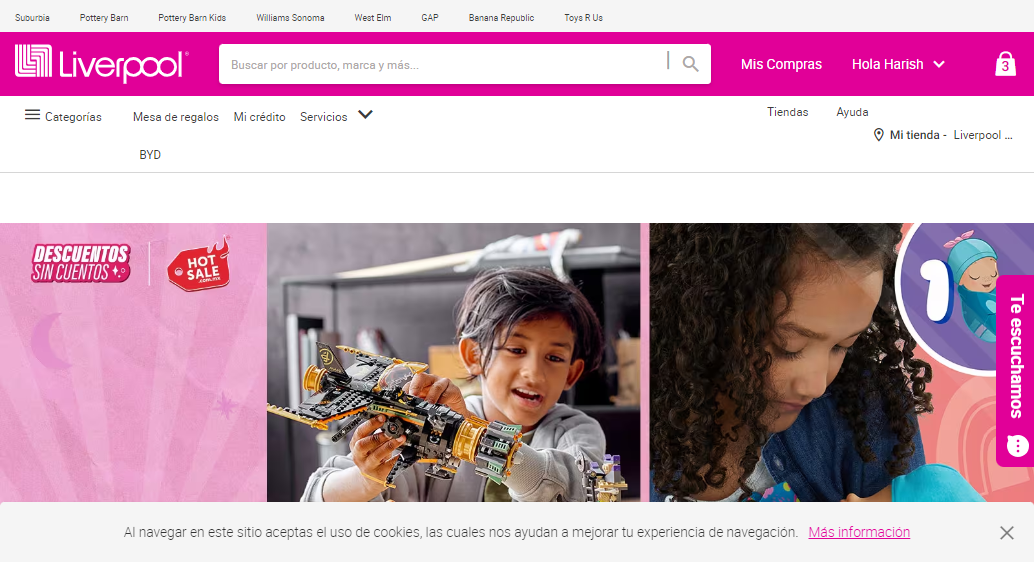 Suburbia Pottery Barn Pottery Barn Kids Williams Sonoma West Elm GAP Banana Republic Toys R Us
Liverpool®
Buscar por producto, marca y más...
Mis Compras Hola Harish 3
Categorías Mesa de regalos Mi crédito Servicios Tiendas Ayuda
Mi tienda - Liverpool ...
BYD
DESCUENTOS
SIN CUENTOS
HOT
SALE
.COM.MX
1
Te escuchamos
Al navegar en este sitio aceptas el uso de cookies, las cuales nos ayudan a mejorar tu experiencia de navegación. Más información